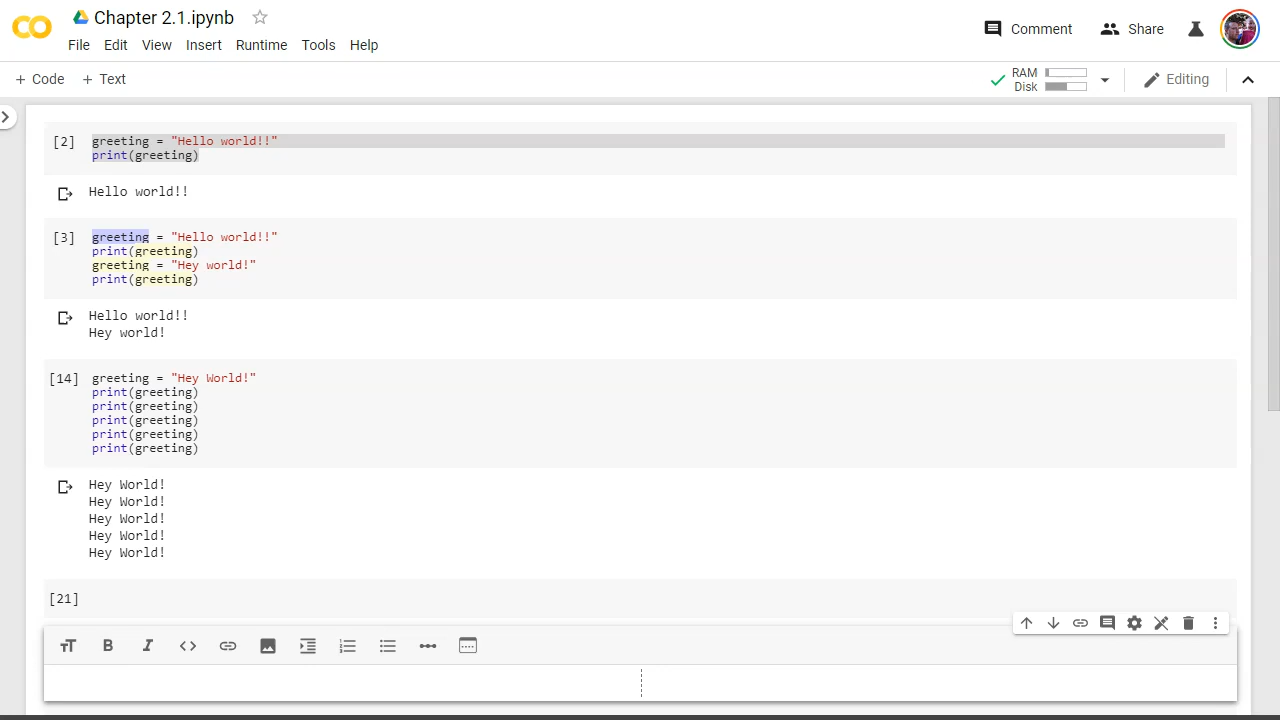 Chapter 2.1.ipynb
File Edit View Insert Runtime Tools Help
Comment
Share
+ Code + Text
RAM
Disk
Editing
[2]
greeting = "Hello world!!"
print(greeting)
Hello world!!
[3]
greeting = "Hello world!!"
print(greeting)
greeting = "Hey world!"
print(greeting)
Hello world!!
Hey world!
[14]
greeting = "Hey World!"
print(greeting)
print(greeting)
print(greeting)
print(greeting)
print(greeting)
Hey World!
Hey World!
Hey World!
Hey World!
Hey World!
[21]